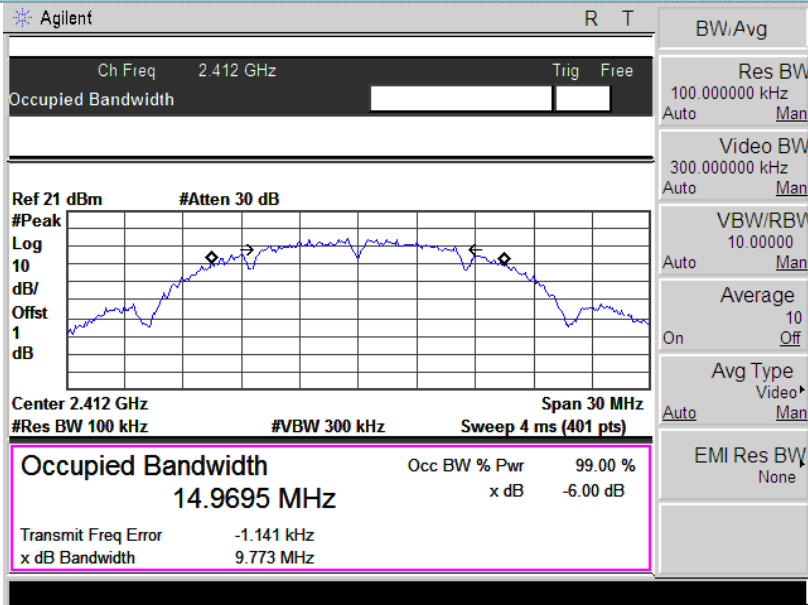 Agilent R T
Ch Freq 2.412 GHz Trig Free
Occupied Bandwidth
Ref 21 dBm #Atten 30 dB
#Peak
Log
10
dB/
Offst
1
dB
Center 2.412 GHz Span 30 MHz
#Res BW 100 kHz #VBW 300 kHz Sweep 4 ms (401 pts)
Occupied Bandwidth Occ BW % Pwr 99.00 %
14.9695 MHz x dB -6.00 dB
Transmit Freq Error -1.141 kHz
x dB Bandwidth 9.773 MHz
BW/Avg
Res BW
100.000000 kHz
Auto Man
Video BW
300.000000 kHz
Auto Man
VBW/RBW
10.00000
Auto Man
Average
10
On Off
Avg Type
Video
Auto Man
EMI Res BW
None